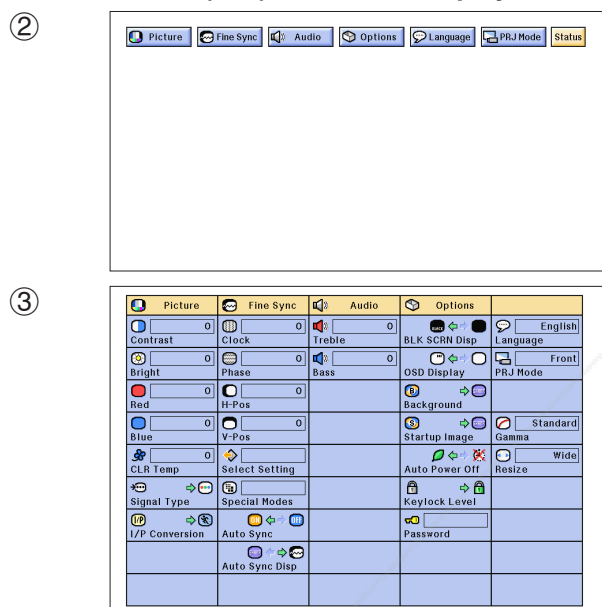 ②
Picture Fine Sync Audio Options Language PRJ Mode Status
③
Picture Fine Sync Audio Options
0 0 0 English
Contrast Clock Treble BLK SCRN Disp Language
0 0 0 Front
Bright Phase Bass OSD Display PRJ Mode
0 0
Red H-Pos Background
0 0 Standard
Blue V-Pos Startup Image Gamma
0 Wide
CLR Temp Select Setting Auto Power Off Resize
Signal Type Special Modes Keylock Level
I/P ON OFF
I/P Conversion Auto Sync Password
Auto Sync Disp